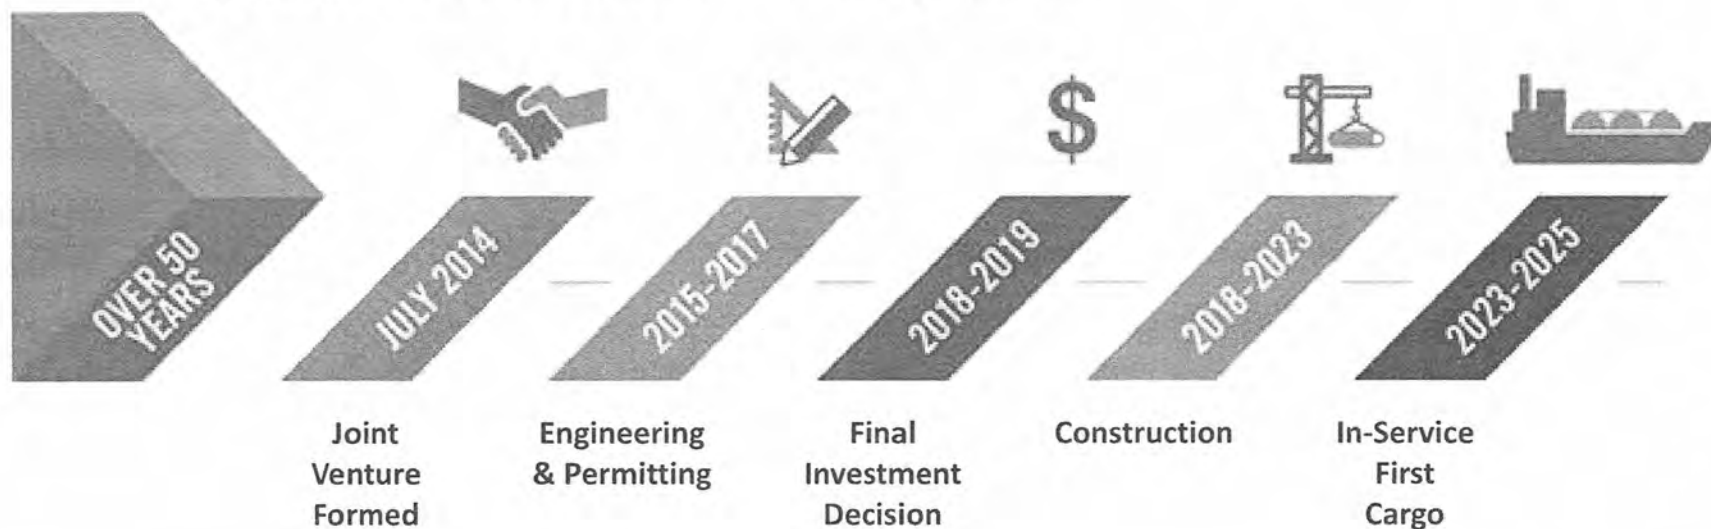 OVER 50
YEARS
JULY 2014
2015-2017
2018-2019
2018-2023
2023-2025
Joint
Venture
Formed
Engineering
& Permitting
Final
Investment
Decision
Construction
In-Service
First
Cargo
$